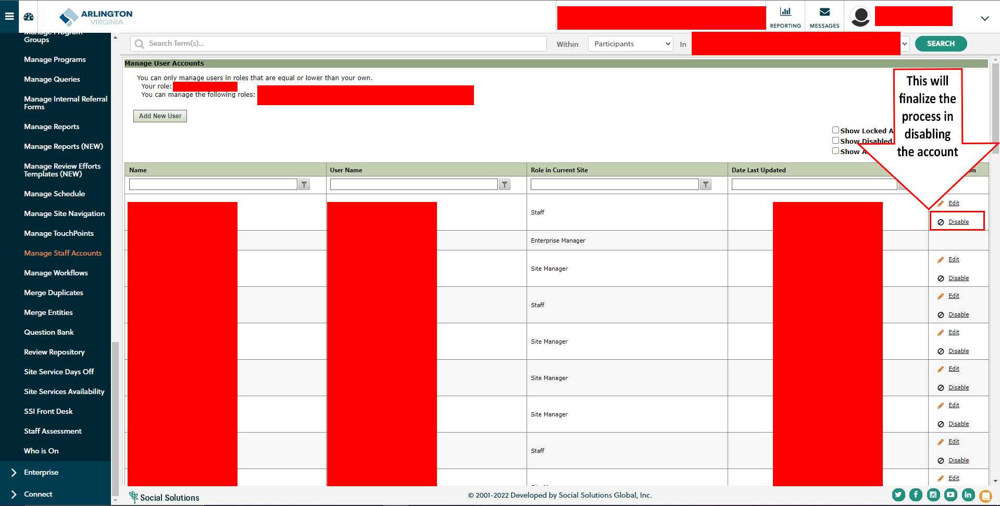 ARLINGTON
VIRGINIA
REPORTING
MESSAGES
Manage Program
Groups
Manage Programs
Manage Queries
Manage Internal Referral
Forms
Manage Reports
Manage Reports (NEW)
Manage Review Efforts
Templates (NEW)
Manage Schedule
Manage Site Navigation
Manage TouchPoints
Manage Staff Accounts
Manage Workflows
Merge Duplicates
Merge Entities
Question Bank
Review Repository
Site Service Days Off
Site Services Availability
SSI Front Desk
Staff Assessment
Who is On
Enterprise
Connect
Search Term(s)...
Within
Participants
In
SEARCH
Manage User Accounts
You can only manage users in roles that are equal or lower than your own.
Your role:
You can manage the following roles:
Add New User
This will
finalize the
process in
disabling
the account
Show Locked A
Show Disabled
Show A
Name
User Name
Role in Current Site
Date Last Updated
on
Staff
Edit
Disable
Enterprise Manager
Site Manager
Edit
Disable
Staff
Edit
Disable
Site Manager
Edit
Disable
Site Manager
Edit
Disable
Site Manager
Edit
Disable
Staff
Edit
Disable
Edit
Social Solutions
© 2001-2022 Developed by Social Solutions Global, Inc.